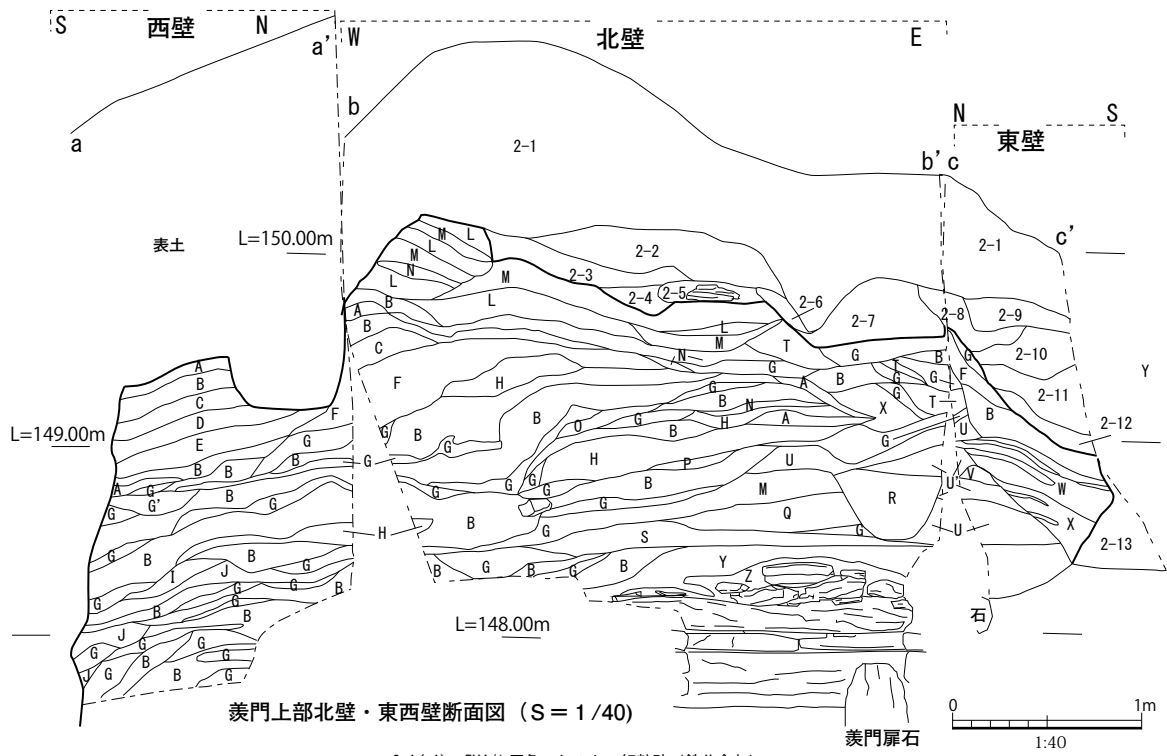 S 西壁 N
W 北壁 E
N 東壁 S
a a'
b b' c c'
2-1
2-1
表土
L=150.00m
2-2
2-3
2-4 2-5
2-6
2-7
2-8 2-9
2-10
2-11
2-12
2-13
M L
M L
N
L M
A B L
B
C
F H
L
M T
N
G
A B
G
B G
F
T
G G
T
X
B
U
Y
A
B
C
D
E
F
L=149.00m
G
B B B G
A G
G G'
B G
G B
I J B G
G B G G B
J G G B
G B G
J G B G
H
G B G
B O G B N H A
H P U
B G
G G G
G M R
B G Q
S G
B G B G B
Y
Z
G
U'
V
W
X
U
L=148.00m
石
羨門上部北壁・東西壁断面図(S=1/40)
羨門扉石
0 1m
1:40